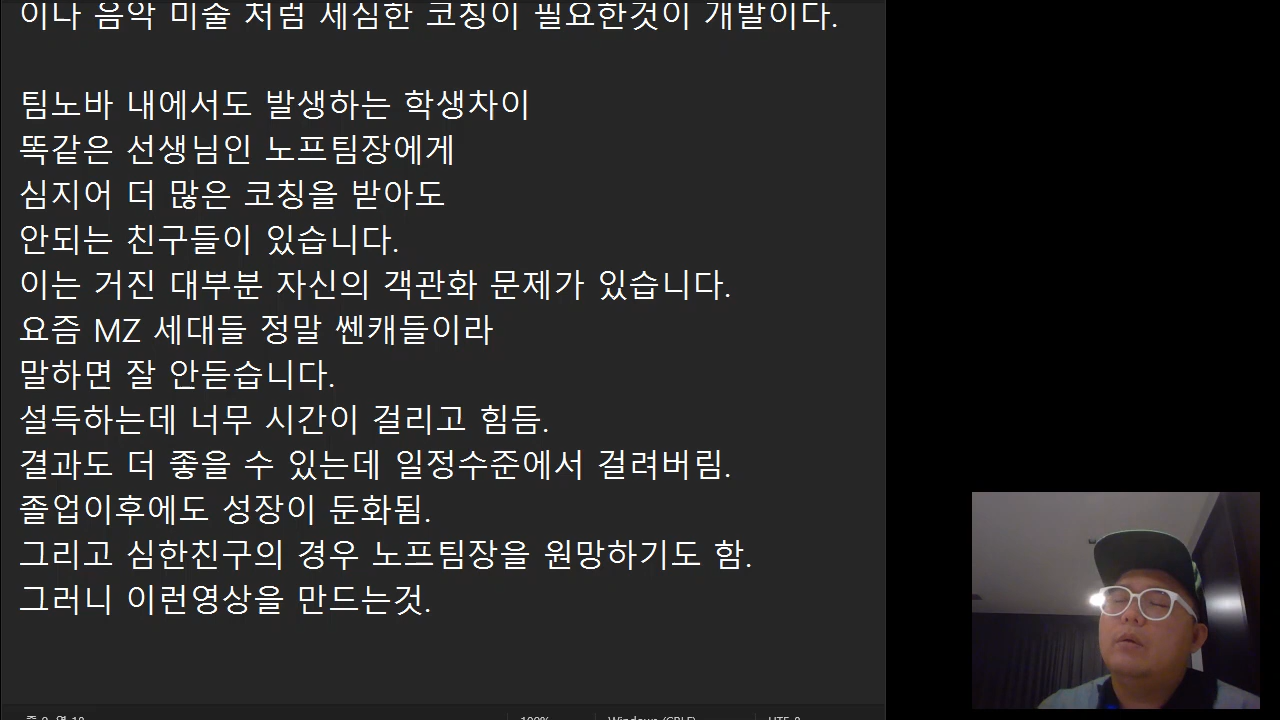 이나 음악 미술 처럼 세심한 코칭이 필요한것이 개발이다.
팀노바 내에서도 발생하는 학생차이
똑같은 선생님인 노프팀장에게
심지어 더 많은 코칭을 받아도
안되는 친구들이 있습니다.
이는 거진 대부분 자신의 객관화 문제가 있습니다.
요즘 MZ 세대들 정말 쎈캐들이라
말하면 잘 안듣습니다.
설득하는데 너무 시간이 걸리고 힘듬.
결과도 더 좋을 수 있는데 일정수준에서 걸려버림.
졸업이후에도 성장이 둔화됨.
그리고 심한친구의 경우 노프팀장을 원망하기도 함.
그러니 이런영상을 만드는것.
100% Windows (CRLF) UTF-8